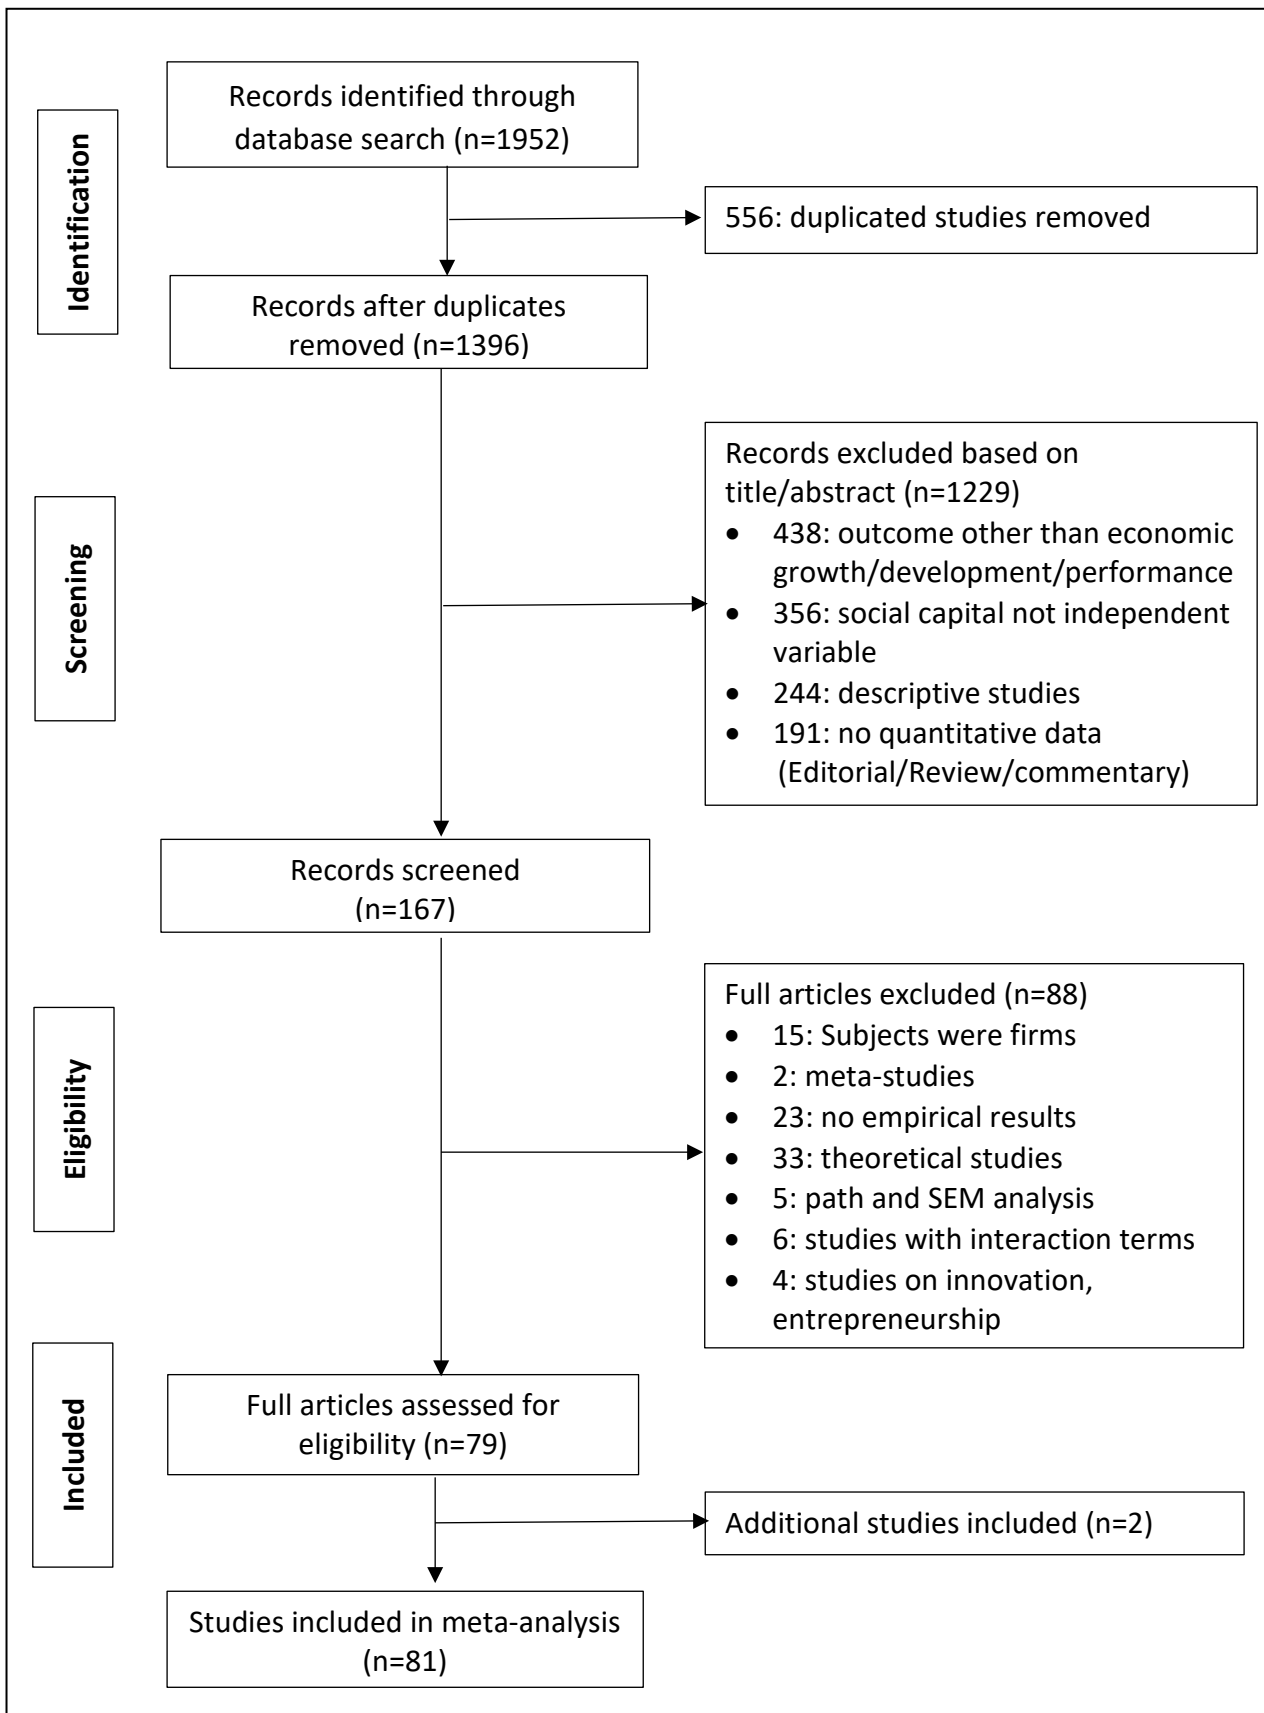 Records identified through
database search (n=1952)
Identification
556: duplicated studies removed
Records after duplicates
removed (n=1396)
Records excluded based on
title/abstract (n=1229)
• 438: outcome other than economic
growth/development/performance
• 356: social capital not independent
variable
• 244: descriptive studies
• 191: no quantitative data
(Editorial/Review/commentary)
Screening
Records screened
(n=167)
Full articles excluded (n=88)
• 15: Subjects were firms
• 2: meta-studies
• 23: no empirical results
• 33: theoretical studies
• 5: path and SEM analysis
• 6: studies with interaction terms
• 4: studies on innovation,
entrepreneurship
Eligibility
Full articles assessed for
eligibility (n=79)
Included
Additional studies included (n=2)
Studies included in meta-analysis
(n=81)